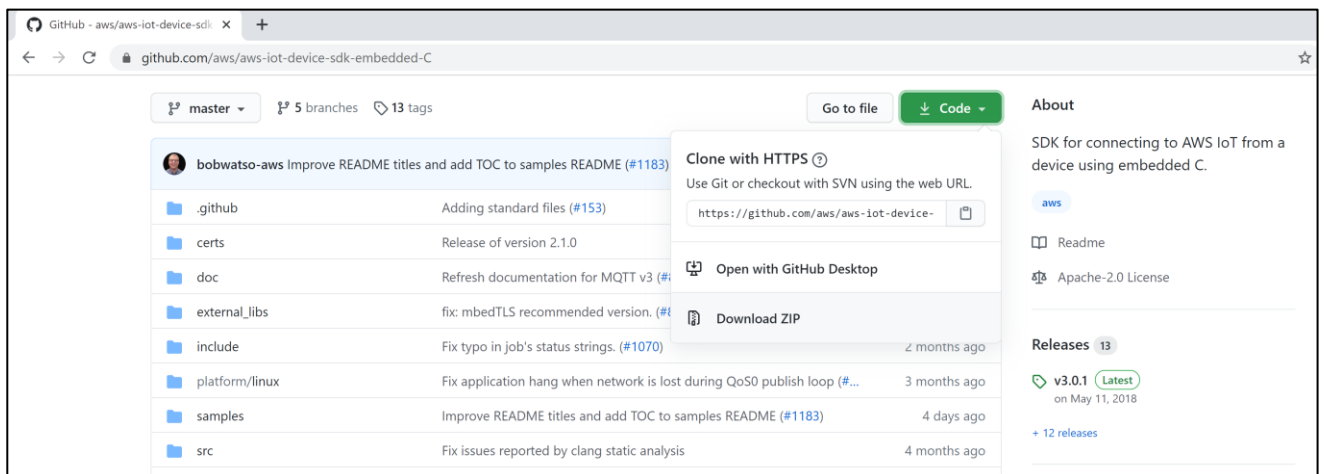 GitHub - aws/aws-iot-device-sdk
github.com/aws/aws-iot-device-sdk-embedded-C
master
5 branches
13 tags
Go to file
Code
bobwatso-aws Improve README titles and add TOC to samples README (#1183)
.github Adding standard files (#153)
certs Release of version 2.1.0
doc Refresh documentation for MQTT v3 (#
external_libs fix: mbedTLS recommended version. (#
include Fix typo in job's status strings. (#1070) 2 months ago
platform/linux Fix application hang when network is lost during QoS0 publish loop (#... 3 months ago
samples Improve README titles and add TOC to samples README (#1183) 4 days ago
src Fix issues reported by clang static analysis 4 months ago
Clone with HTTPS
Use Git or checkout with SVN using the web URL.
https://github.com/aws/aws-iot-device-
Open with GitHub Desktop
Download ZIP
About
SDK for connecting to AWS IoT from a
device using embedded C.
aws
Readme
Apache-2.0 License
Releases 13
v3.0.1 Latest
on May 11, 2018
+ 12 releases